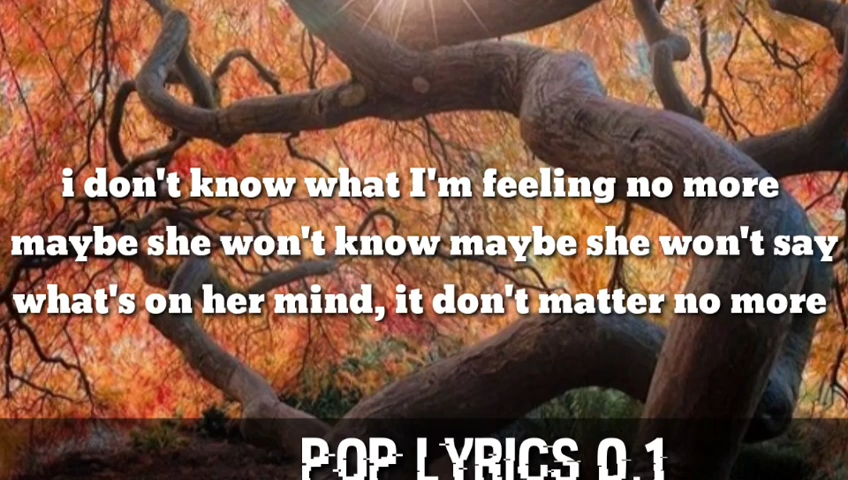 i don't know what I'm feeling no more
maybe she won't know maybe she won't say
what's on her mind, it don't matter no more
POP LYRICS 0.1